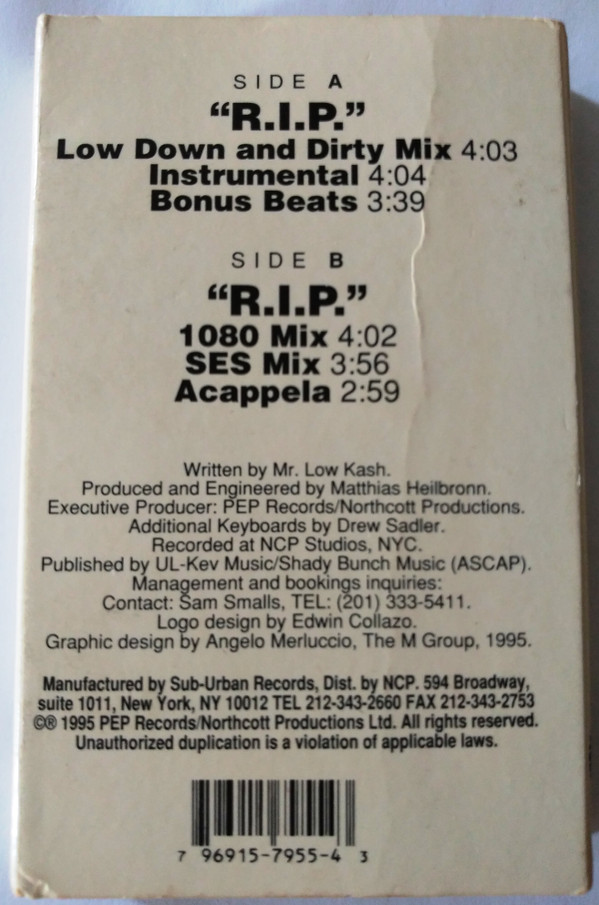 SIDE A
“R.I.P.”
Low Down and Dirty Mix 4:03
Instrumental 4:04
Bonus Beats 3:39
SIDE B
“R.I.P.”
1080 Mix 4:02
SES Mix 3:56
Acappela 2:59
Written by Mr. Low Kash.
Produced and Engineered by Matthias Heilbronn.
Executive Producer: PEP Records/Northcott Productions.
Additional Keyboards by Drew Sadler.
Recorded at NCP Studios, NYC.
Published by UL-Kev Music/Shady Bunch Music (ASCAP).
Management and bookings inquiries:
Contact: Sam Smalls, TEL: (201) 333-5411.
Logo design by Edwin Collazo.
Graphic design by Angelo Merluccio, The M Group, 1995.
Manufactured by Sub-Urban Records, Dist. by NCP. 594 Broadway,
suite 1011, New York, NY 10012 TEL 212-343-2660 FAX 212-343-2753
©® 1995 PEP Records/Northcott Productions Ltd. All rights reserved.
Unauthorized duplication is a violation of applicable laws.
7 96915-7955-4 3